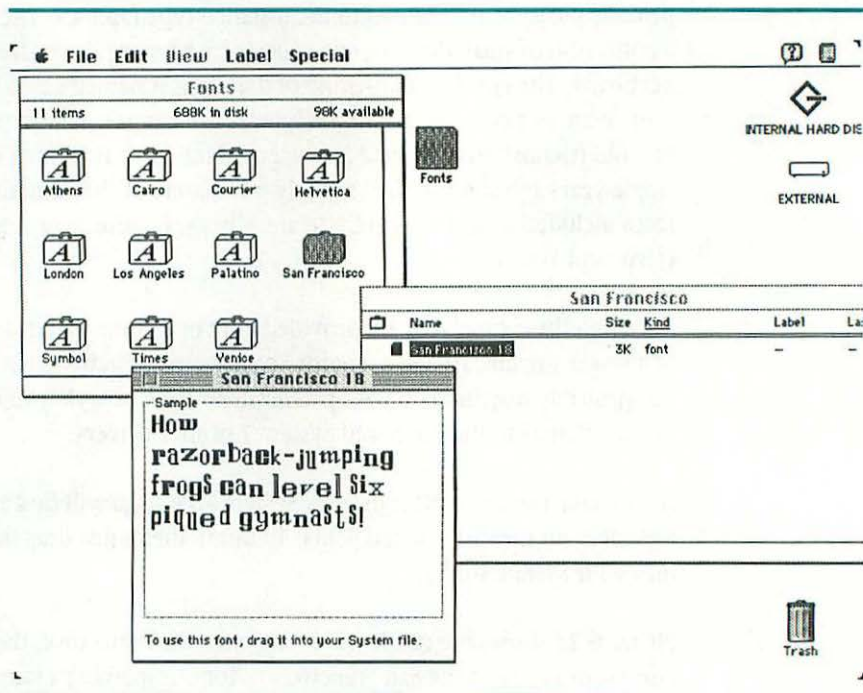 File Edit View Label Special
Fonts
11 items 688K in disk 98K available
Athens Cairo Courier Helvetica
London Los Angeles Palatino San Francisco
Symbol Times Venice
Fonts
INTERNAL HARD DIS
EXTERNAL
San Francisco
Name Size Kind Label La
San Francisco 18 3K font – –
San Francisco 18
Sample
How
razorback-jumping
frogs can level six
piqued gymnasts!
To use this font, drag it into your System file.
Trash